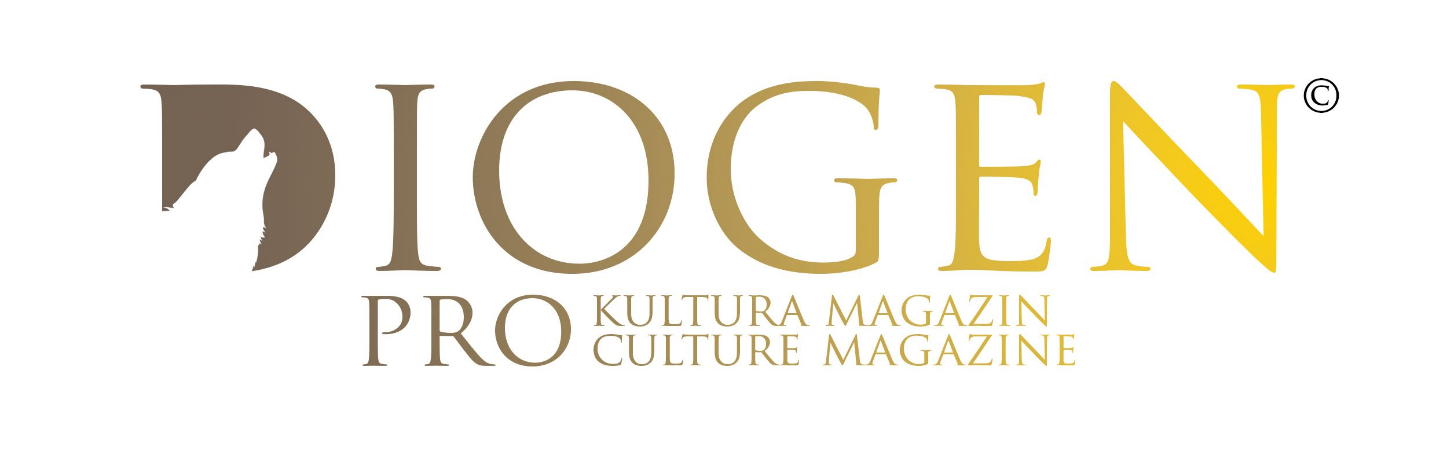 DIOGEN©
PRO KULTURA MAGAZIN
CULTURE MAGAZINE